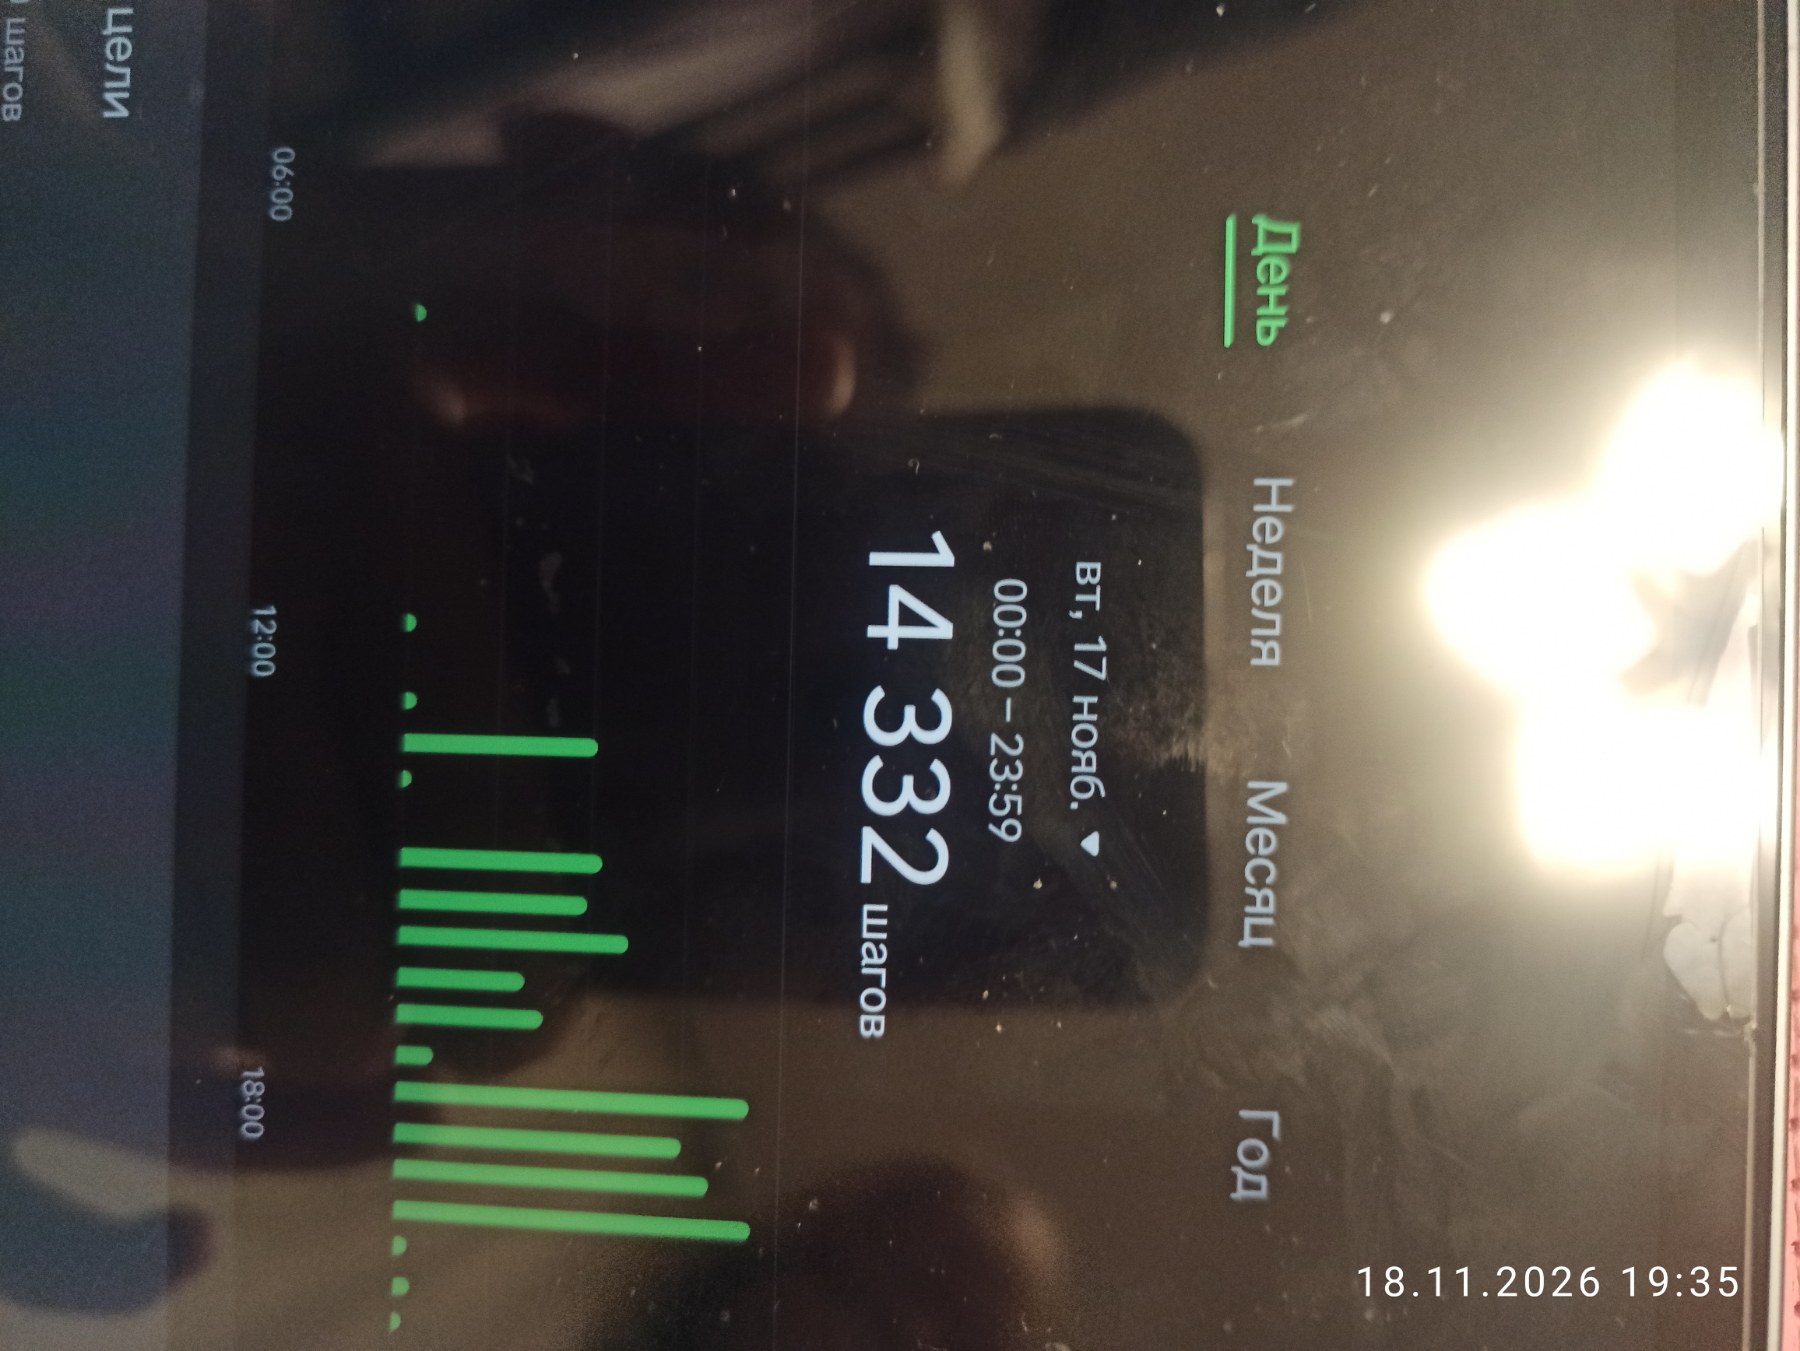 День Неделя Месяц Год
вт, 17 нояб.
00:00 – 23:59
14 332 шагов
06:00 12:00 18:00
цели
шагов
18.11.2026 19:35